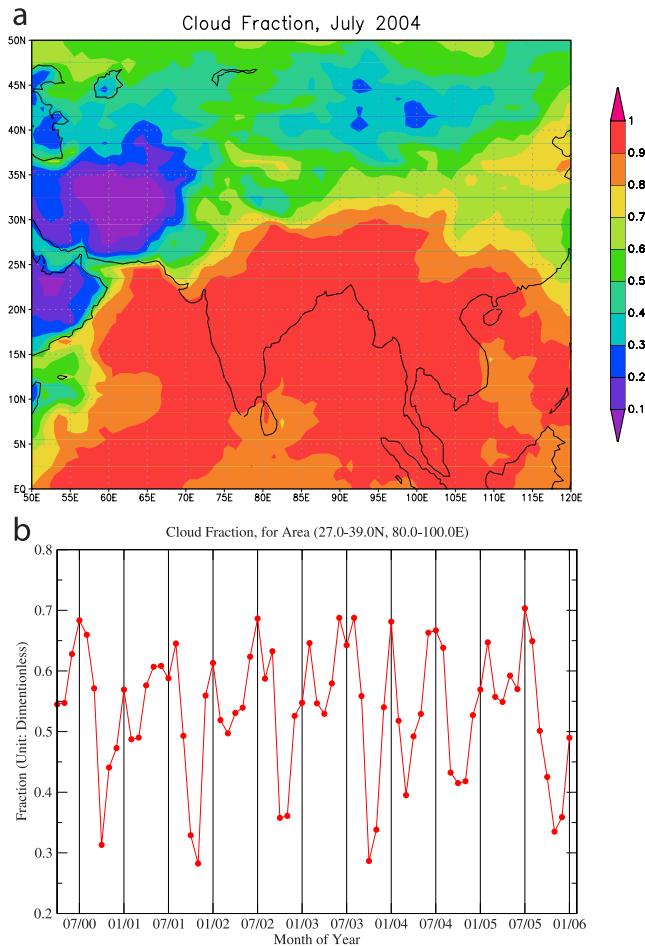 a
Cloud Fraction, July 2004
50N
45N
40N
35N
30N
25N
20N
15N
10N
5N
EQ
50E 55E 60E 65E 70E 75E 80E 85E 90E 95E 100E 105E 110E 115E 120E
1
0.9
0.8
0.7
0.6
0.5
0.4
0.3
0.2
0.1
b
Cloud Fraction, for Area (27.0-39.0N, 80.0-100.0E)
Fraction (Unit: Dimentionless)
0.8
0.7
0.6
0.5
0.4
0.3
0.2
07/00 01/01 07/01 01/02 07/02 01/03 07/03 01/04 07/04 01/05 07/05 01/06
Month of Year